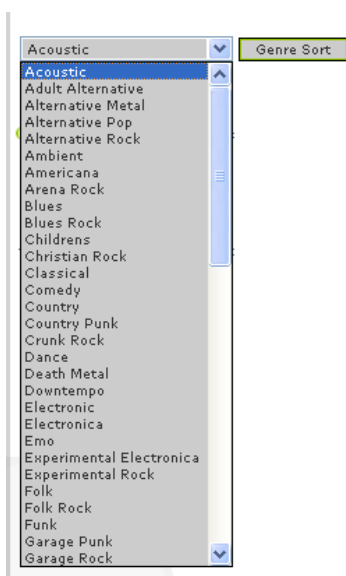 Acoustic Genre Sort
Acoustic
Adult Alternative
Alternative Metal
Alternative Pop
Alternative Rock
Ambient
Americana
Arena Rock
Blues
Blues Rock
Childrens
Christian Rock
Classical
Comedy
Country
Country Punk
Crunk Rock
Dance
Death Metal
Downtempo
Electronic
Electronica
Emo
Experimental Electronica
Experimental Rock
Folk
Folk Rock
Funk
Garage Punk
Garage Rock